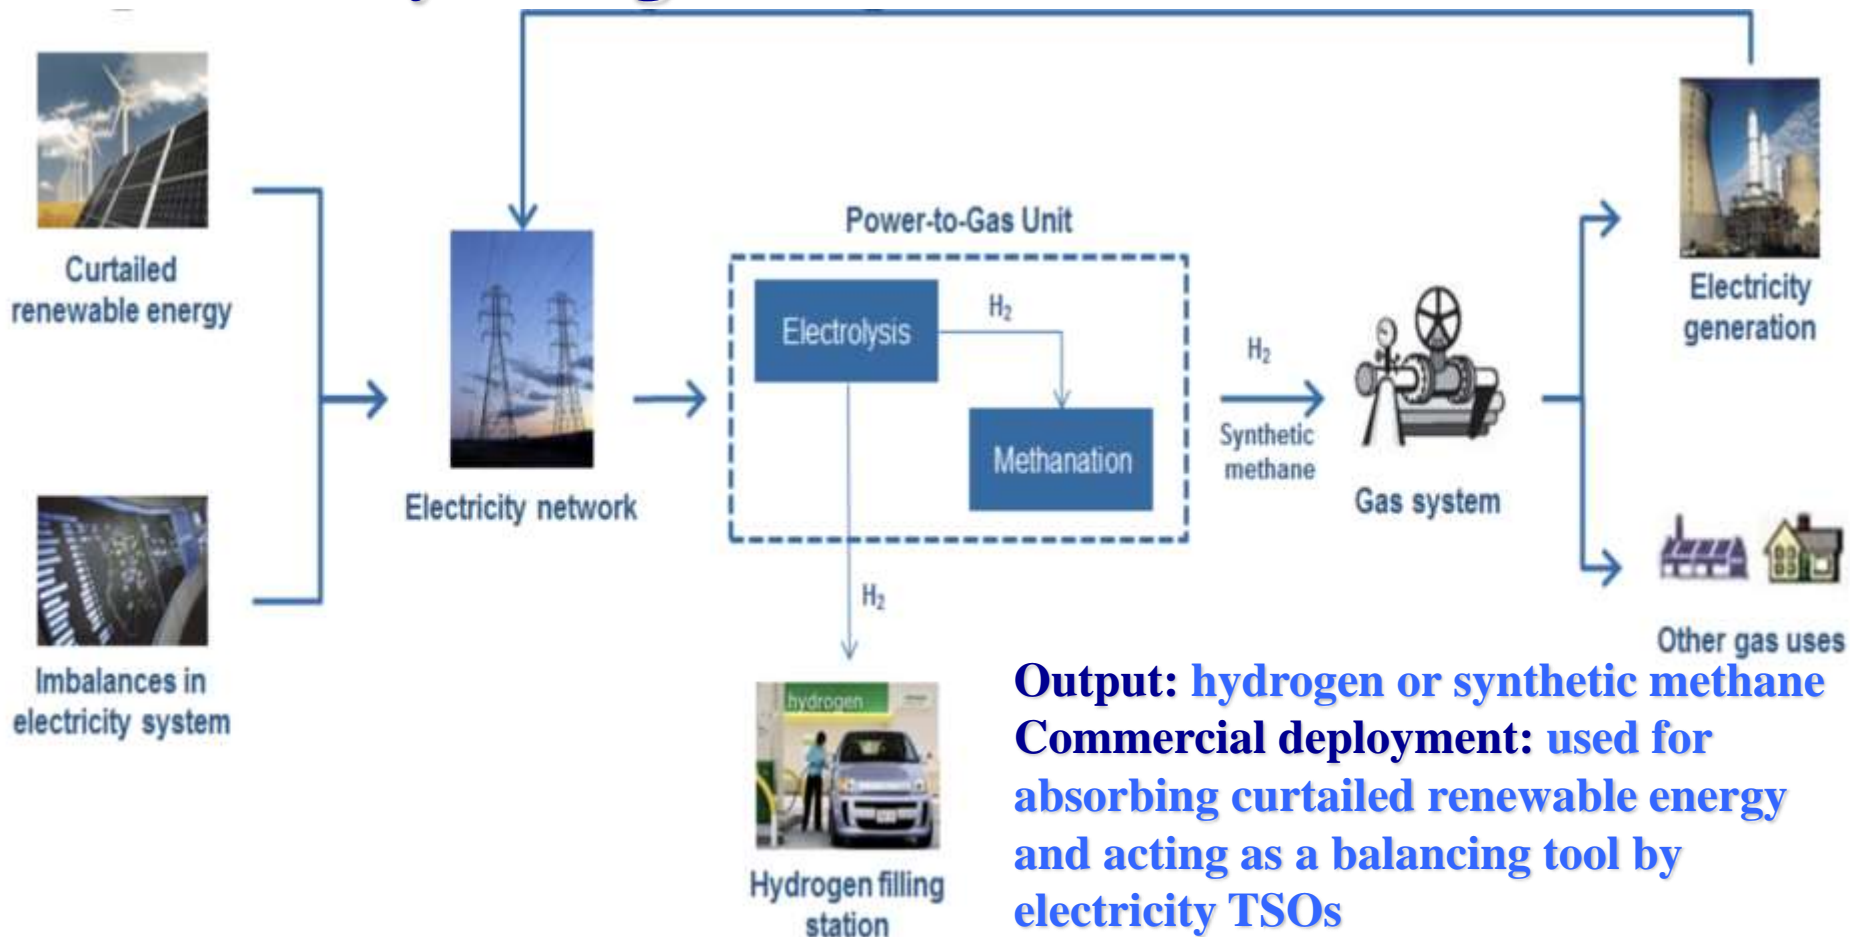 Curtailed
renewable energy
Imbalances in
electricity system
Electricity network
Power-to-Gas Unit
Electrolysis
H₂
Methanation
H₂
hydrogen
Hydrogen filling
station
H₂
Synthetic
methane
Gas system
Electricity
generation
Other gas uses
Output: hydrogen or synthetic methane
Commercial deployment: used for
absorbing curtailed renewable energy
and acting as a balancing tool by
electricity TSOs